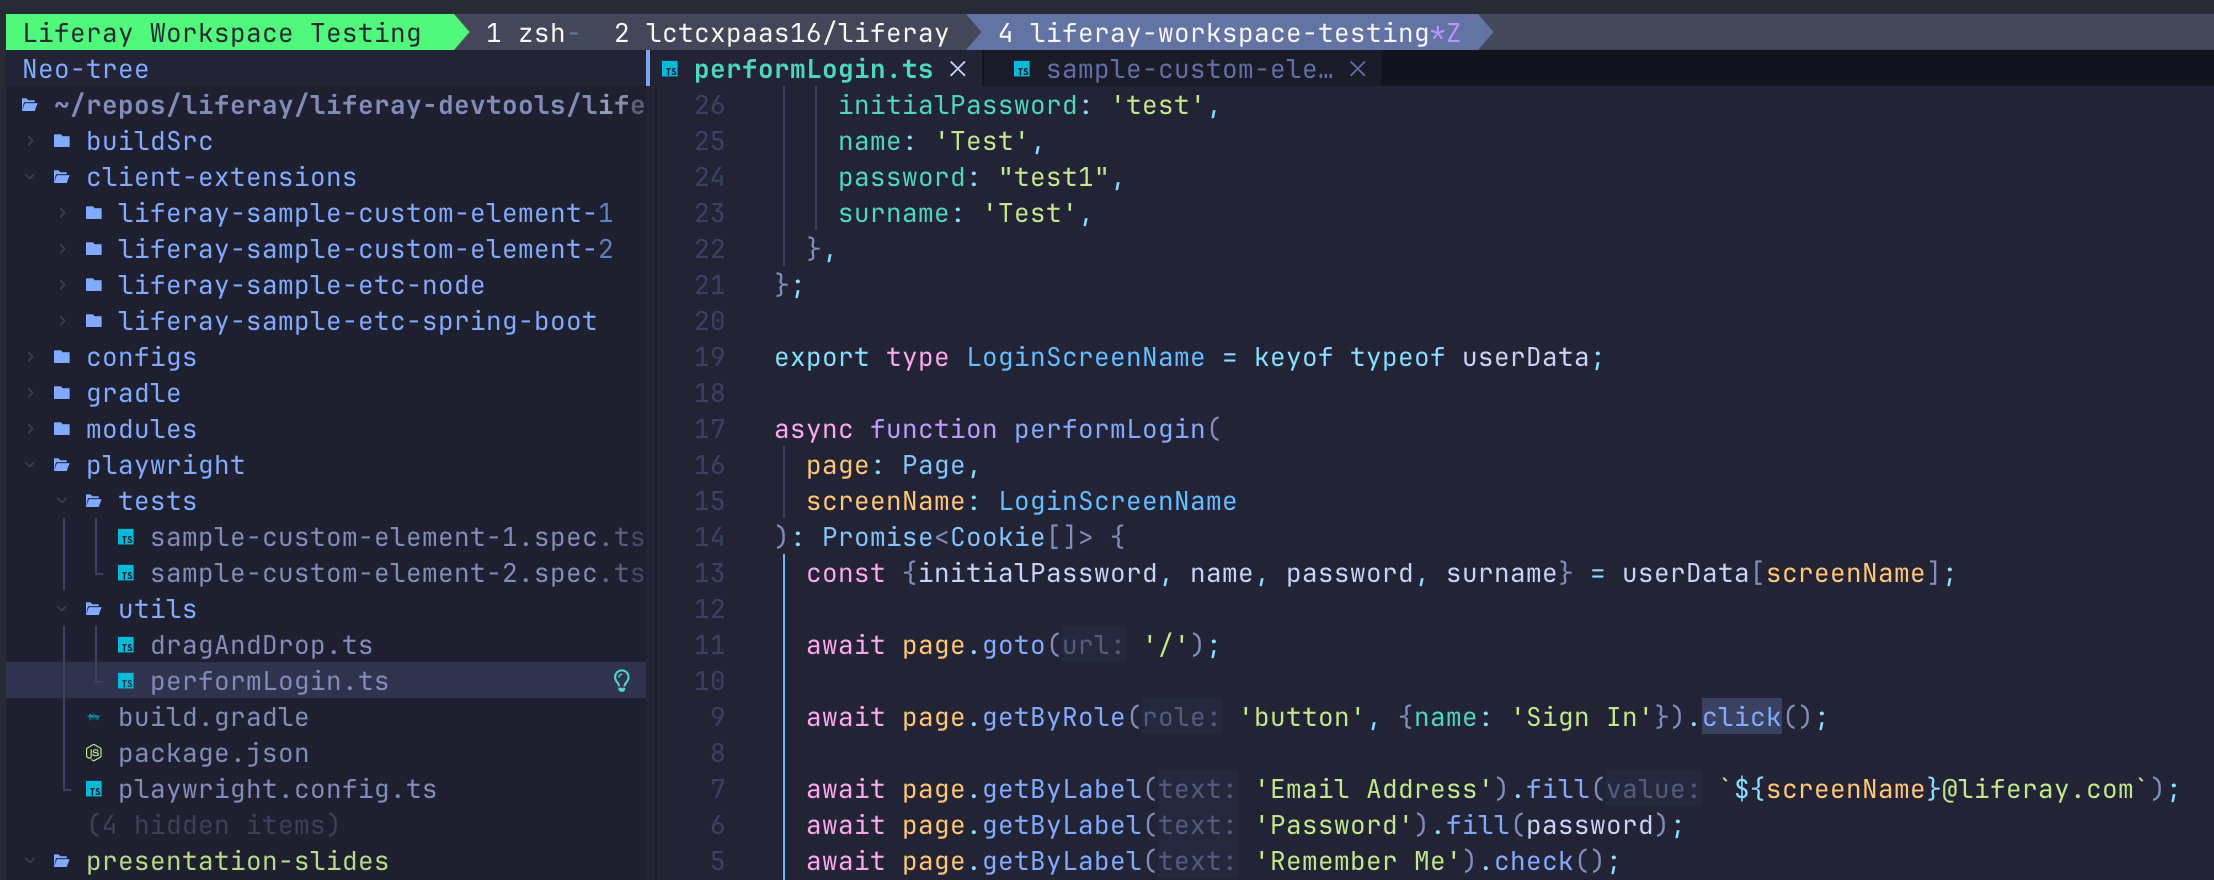 Liferay Workspace Testing 1 zsh- 2 lctcxpaas16/liferay 4 liferay-workspace-testing*Z
Neo-tree
~/repos/liferay/liferay-devtools/life
buildSrc
client-extensions
liferay-sample-custom-element-1
liferay-sample-custom-element-2
liferay-sample-etc-node
liferay-sample-etc-spring-boot
configs
gradle
modules
playwright
tests
sample-custom-element-1.spec.ts
sample-custom-element-2.spec.ts
utils
dragAndDrop.ts
performLogin.ts
build.gradle
package.json
playwright.config.ts
(4 hidden items)
presentation-slides
performLogin.ts × sample-custom-ele… ×
26 initialPassword: 'test',
25 name: 'Test',
24 password: "test1",
23 surname: 'Test',
22 },
21 };
20
19 export type LoginScreenName = keyof typeof userData;
18
17 async function performLogin(
16 page: Page,
15 screenName: LoginScreenName
14 ): Promise<Cookie[]> {
13 const {initialPassword, name, password, surname} = userData[screenName];
12
11 await page.goto(url: '/');
10
9 await page.getByRole(role: 'button', {name: 'Sign In'}).click();
8
7 await page.getByLabel(text: 'Email Address').fill(value: `${screenName}@liferay.com`);
6 await page.getByLabel(text: 'Password').fill(password);
5 await page.getByLabel(text: 'Remember Me').check();